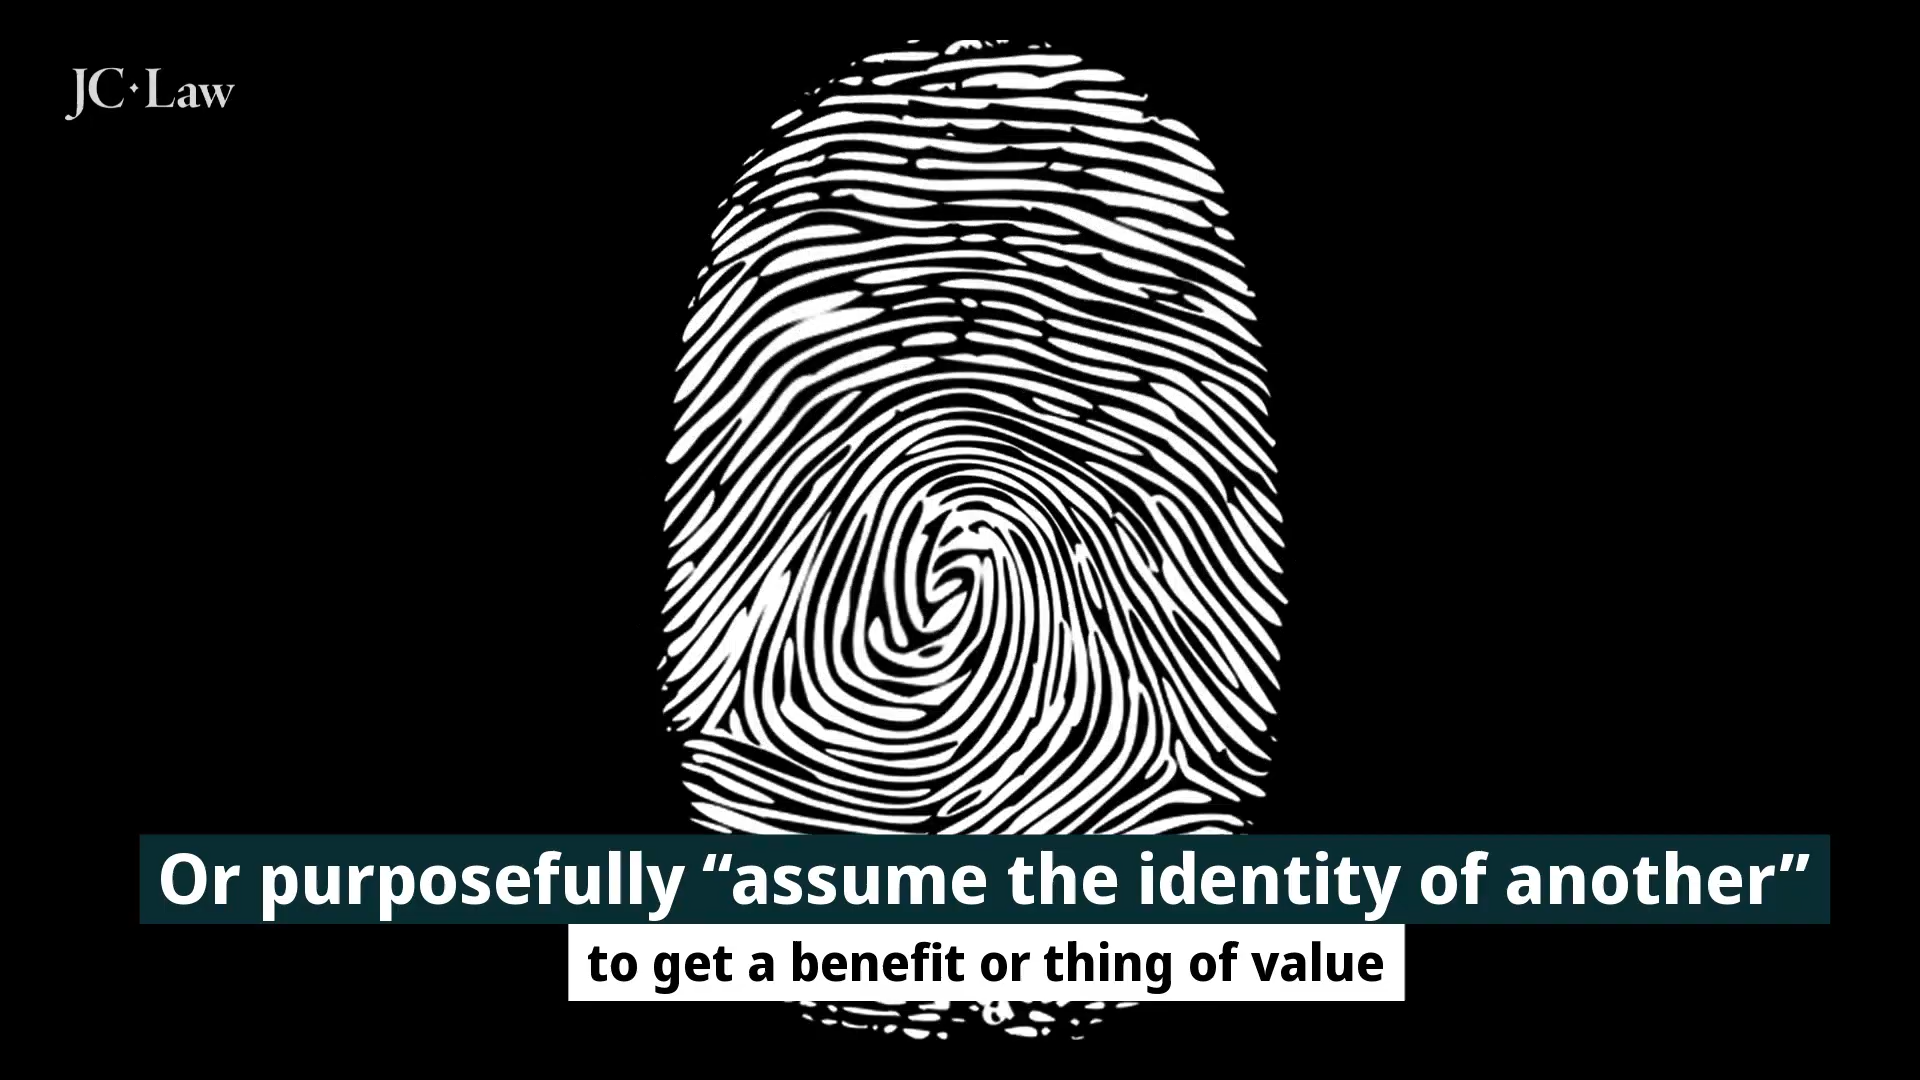 JC·Law
Or purposefully “assume the identity of another”
to get a benefit or thing of value